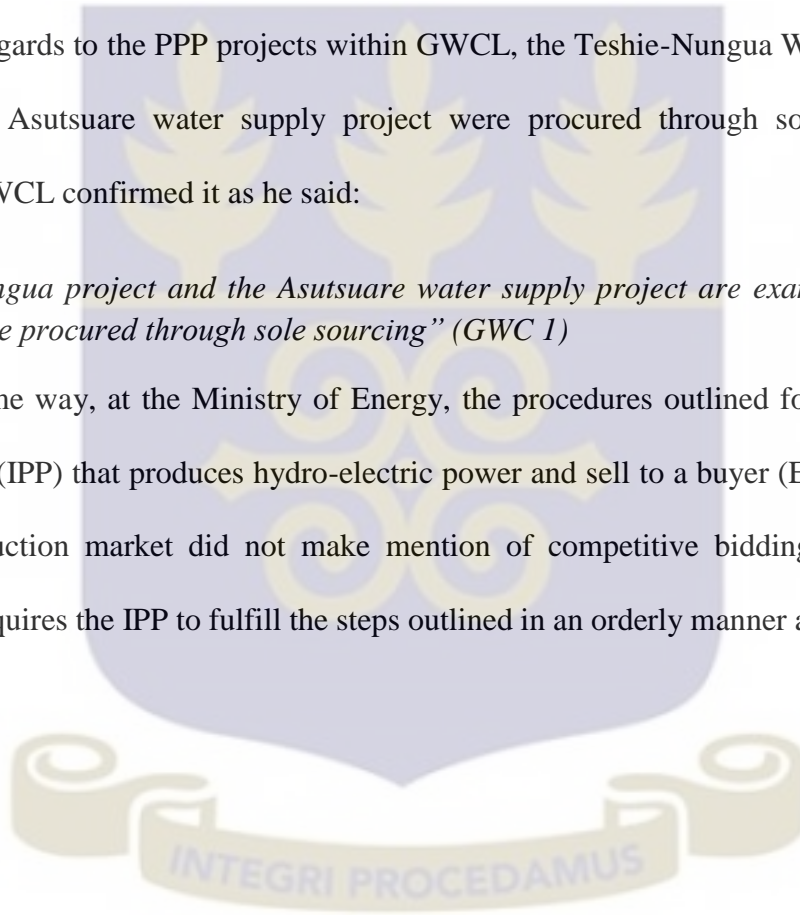 gards to the PPP projects within GWCL, the Teshie-Nungua W
Asutsuare water supply project were procured through so
WCL confirmed it as he said:
ngua project and the Asutsuare water supply project are exar
e procured through sole sourcing” (GWC 1)
ne way, at the Ministry of Energy, the procedures outlined fo
(IPP) that produces hydro-electric power and sell to a buyer (E
uction market did not make mention of competitive bidding
quires the IPP to fulfill the steps outlined in an orderly manner a
INTEGRI PROCEDAMUS